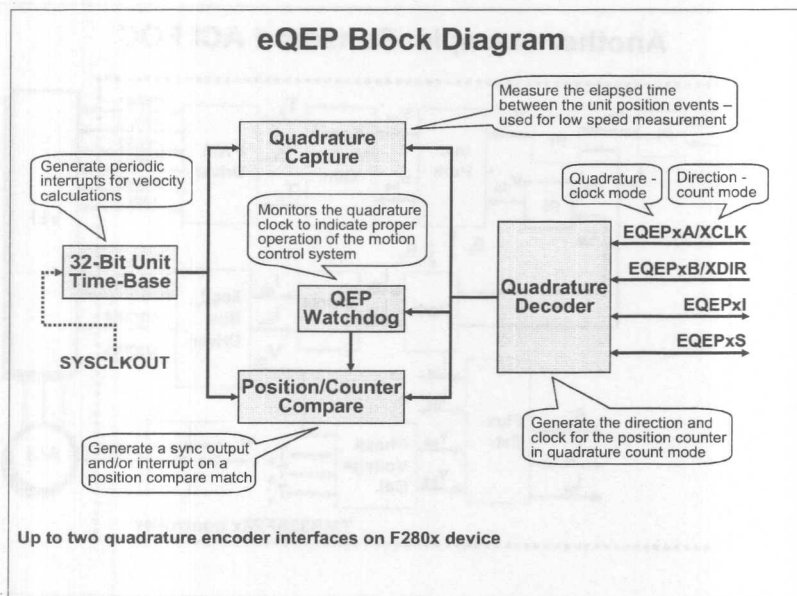 eQEP Block Diagram
Measure the elapsed time
between the unit position events –
used for low speed measurement
Quadrature
Capture
Generate periodic
interrupts for velocity
calculations
Quadrature -
clock mode
Direction -
count mode
Monitors the quadrature
clock to indicate proper
operation of the motion
control system
EQEPxA/XCLK
32-Bit Unit
Time-Base
EQEPxB/XDIR
Quadrature
Decoder
QEP
Watchdog
EQEPxI
EQEPxS
SYSCLKOUT
Position/Counter
Compare
Generate a sync output
and/or interrupt on a
position compare match
Generate the direction and
clock for the position counter
in quadrature count mode
Up to two quadrature encoder interfaces on F280x device